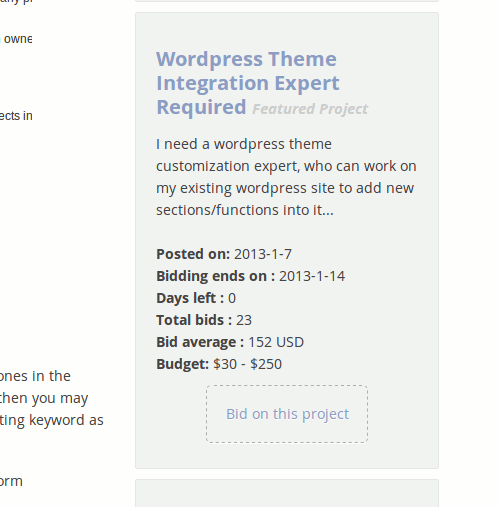 owne
ects in
ones in the
then you may
ting keyword as
orm
Wordpress Theme
Integration Expert
Required Featured Project
I need a wordpress theme
customization expert, who can work on
my existing wordpress site to add new
sections/functions into it...
Posted on: 2013-1-7
Bidding ends on : 2013-1-14
Days left : 0
Total bids : 23
Bid average : 152 USD
Budget: $30 - $250
Bid on this project